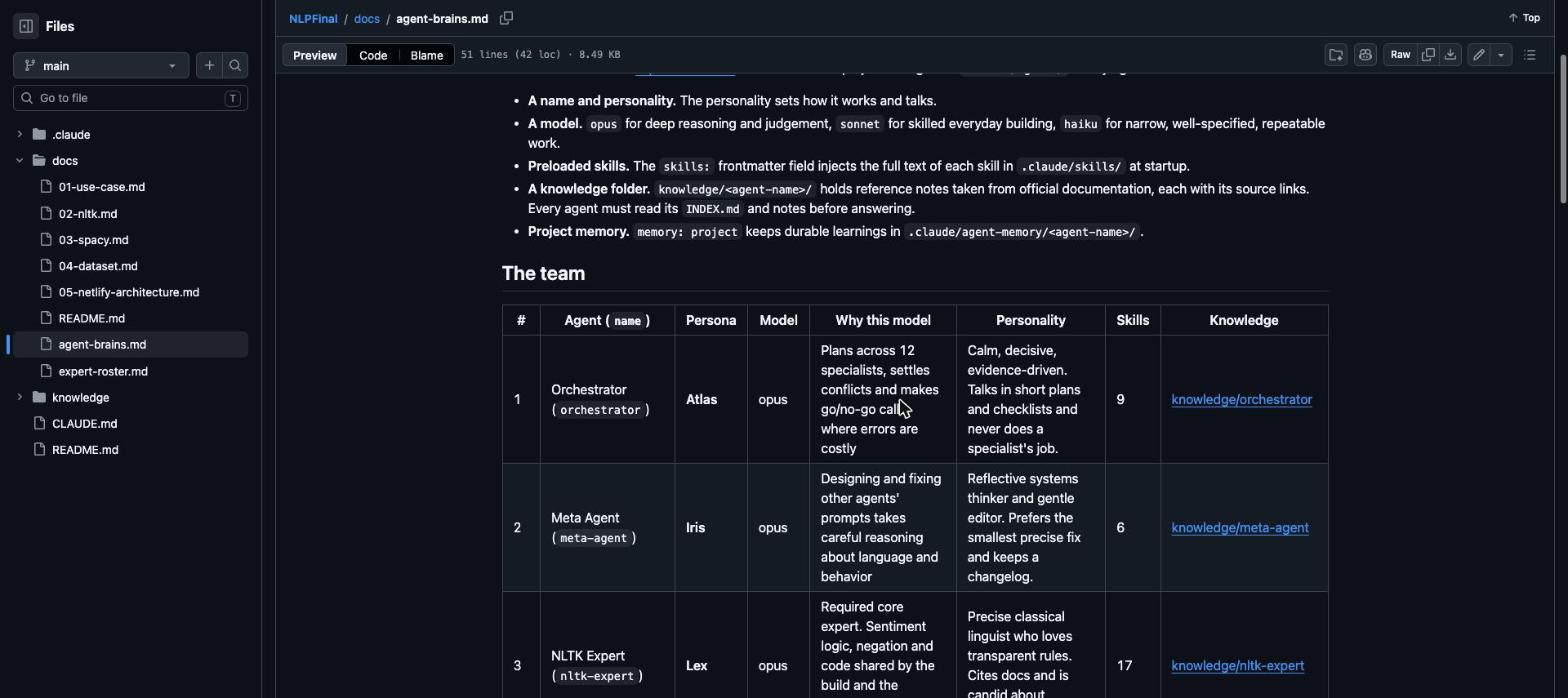 Files
main
Go to file
T
.claude
docs
01-use-case.md
02-nltk.md
03-spacy.md
04-dataset.md
05-netlify-architecture.md
README.md
agent-brains.md
expert-roster.md
knowledge
CLAUDE.md
README.md
NLPFinal / docs / agent-brains.md
Top
Preview Code Blame 51 lines (42 loc) · 8.49 KB
Raw
• A name and personality. The personality sets how it works and talks.
• A model. opus for deep reasoning and judgement, sonnet for skilled everyday building, haiku for narrow, well-specified, repeatable
work.
• Preloaded skills. The skills: frontmatter field injects the full text of each skill in .claude/skills/ at startup.
• A knowledge folder. knowledge/<agent-name>/ holds reference notes taken from official documentation, each with its source links.
Every agent must read its INDEX.md and notes before answering.
• Project memory. memory: project keeps durable learnings in .claude/agent-memory/<agent-name>/ .
The team
# Agent ( name ) Persona Model Why this model Personality Skills Knowledge
1
Orchestrator
( orchestrator )
Atlas
opus
Plans across 12
specialists, settles
conflicts and makes
go/no-go calls
where errors are
costly
Calm, decisive,
evidence-driven.
Talks in short plans
and checklists and
never does a
specialist's job.
9
knowledge/orchestrator
2
Meta Agent
( meta-agent )
Iris
opus
Designing and fixing
other agents'
prompts takes
careful reasoning
about language and
behavior
Reflective systems
thinker and gentle
editor. Prefers the
smallest precise fix
and keeps a
changelog.
6
knowledge/meta-agent
3
NLTK Expert
( nltk-expert )
Lex
opus
Required core
expert. Sentiment
logic, negation and
code shared by the
build and the
Precise classical
linguist who loves
transparent rules.
Cites docs and is
candid about
17
knowledge/nltk-expert